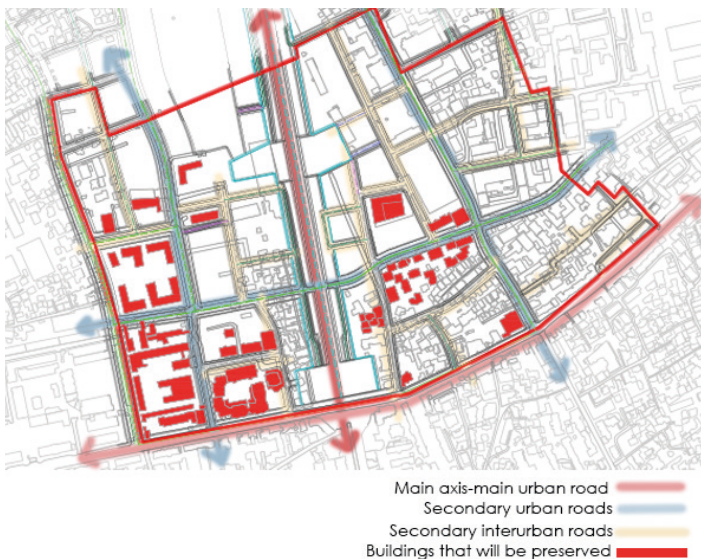 Main axis-main urban road
Secondary urban roads
Secondary interurban roads
Buildings that will be preserved